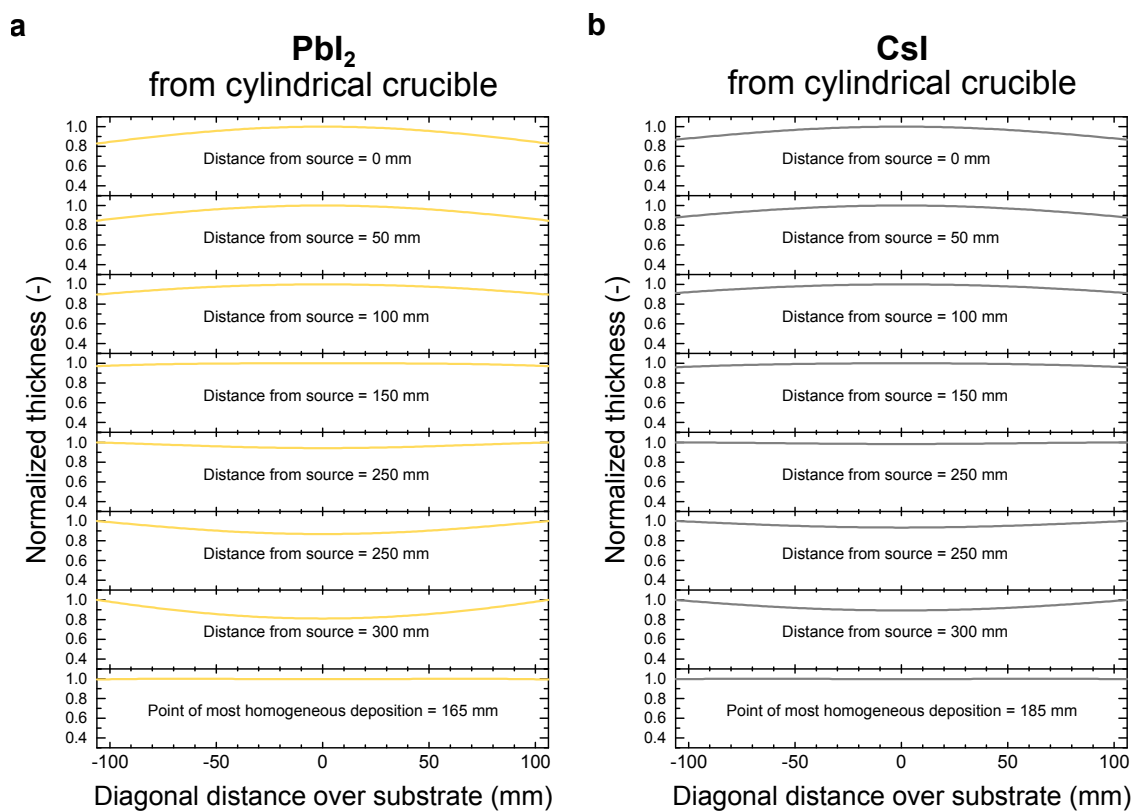 a
PbI₂
from cylindrical crucible
Normalized thickness (-)
1.0
0.8
0.6
0.4
Distance from source = 0 mm
1.0
0.8
0.6
0.4
Distance from source = 50 mm
1.0
0.8
0.6
0.4
Distance from source = 100 mm
1.0
0.8
0.6
0.4
Distance from source = 150 mm
1.0
0.8
0.6
0.4
Distance from source = 250 mm
1.0
0.8
0.6
0.4
Distance from source = 250 mm
1.0
0.8
0.6
0.4
Distance from source = 300 mm
1.0
0.8
0.6
0.4
Point of most homogeneous deposition = 165 mm
-100 -50 0 50 100
Diagonal distance over substrate (mm)
b
CsI
from cylindrical crucible
Normalized thickness (-)
1.0
0.8
0.6
0.4
Distance from source = 0 mm
1.0
0.8
0.6
0.4
Distance from source = 50 mm
1.0
0.8
0.6
0.4
Distance from source = 100 mm
1.0
0.8
0.6
0.4
Distance from source = 150 mm
1.0
0.8
0.6
0.4
Distance from source = 250 mm
1.0
0.8
0.6
0.4
Distance from source = 250 mm
1.0
0.8
0.6
0.4
Distance from source = 300 mm
1.0
0.8
0.6
0.4
Point of most homogeneous deposition = 185 mm
-100 -50 0 50 100
Diagonal distance over substrate (mm)